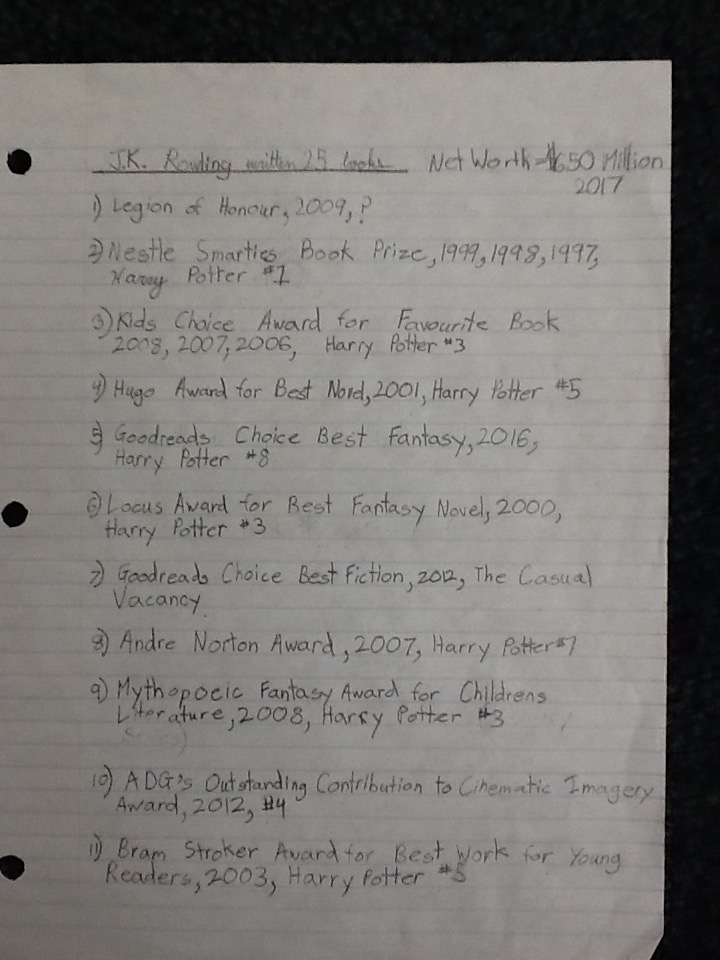 J.K. Rowling written 25 books Net Worth = $650 Million
2017
1) Legion of Honour, 2009, ?
2) Nestle Smarties Book Prize, 1999, 1998, 1997,
Harry Potter #1
3) Kids Choice Award for Favourite Book
2008, 2007, 2006, Harry Potter #3
4) Hugo Award for Best Novel, 2001, Harry Potter #5
5) Goodreads Choice Best Fantasy, 2016,
Harry Potter #8
6) Locus Award for Best Fantasy Novel, 2000,
Harry Potter #3
7) Goodreads Choice Best Fiction, 2012, The Casual
Vacancy
8) Andre Norton Award, 2007, Harry Potter #7
9) Mythopoeic Fantasy Award for Childrens
Literature, 2008, Harry Potter #3
10) ADG's Outstanding Contribution to Cinematic Imagery
Award, 2012, #4
11) Bram Stroker Award for Best Work for Young
Readers, 2003, Harry Potter #5